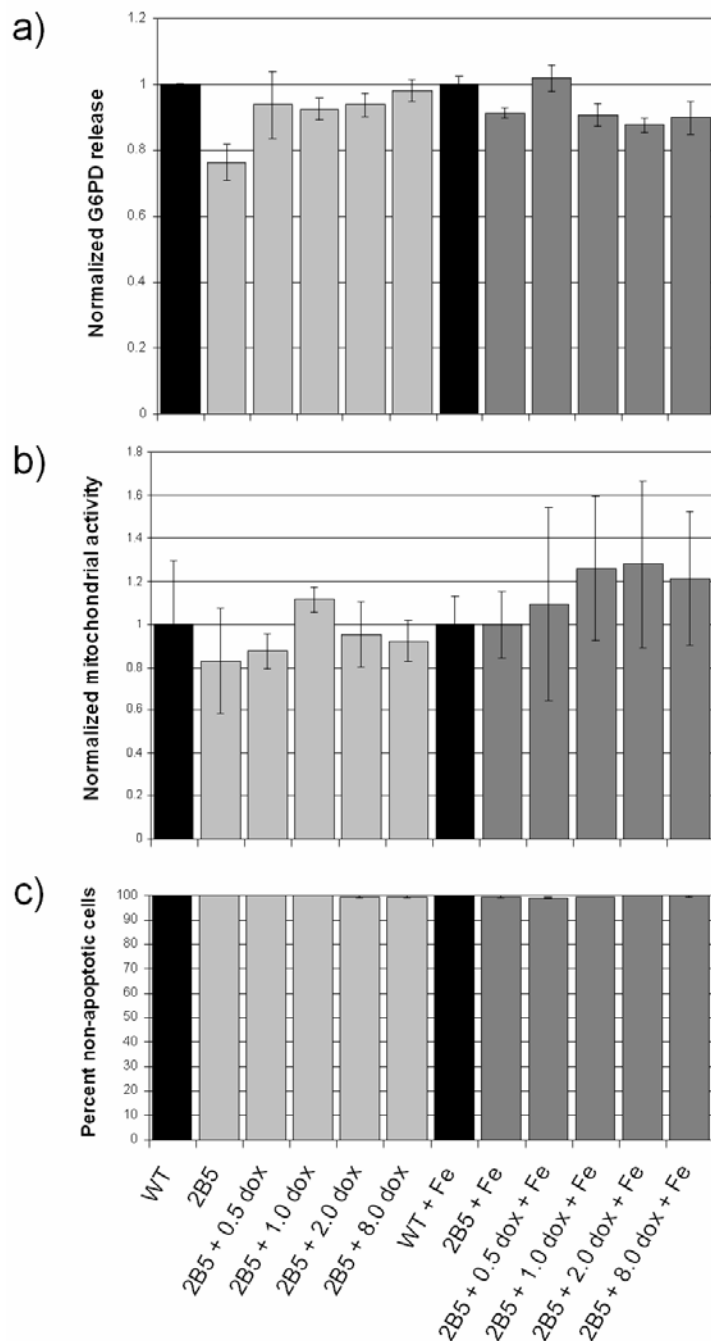 a)
Normalized G6PD release
1.2
1
0.8
0.6
0.4
0.2
0
b)
Normalized mitochondrial activity
1.8
1.6
1.4
1.2
1
0.8
0.6
0.4
0.2
0
c)
Percent non-apoptotic cells
100
90
80
70
60
50
40
30
20
10
0
WT
2B5
2B5 + 0.5 dox
2B5 + 1.0 dox
2B5 + 2.0 dox
2B5 + 8.0 dox
WT + Fe
2B5 + Fe
2B5 + 0.5 dox + Fe
2B5 + 1.0 dox + Fe
2B5 + 2.0 dox + Fe
2B5 + 8.0 dox + Fe